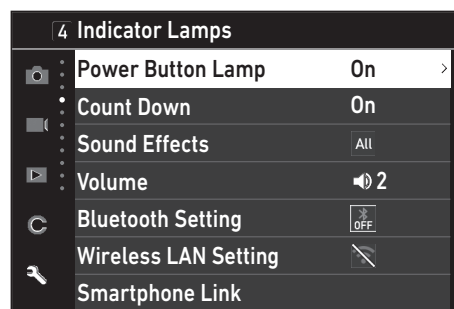 4 Indicator Lamps
Power Button Lamp On >
Count Down On
Sound Effects All
Volume 2
Bluetooth Setting OFF
C
Wireless LAN Setting
Smartphone Link